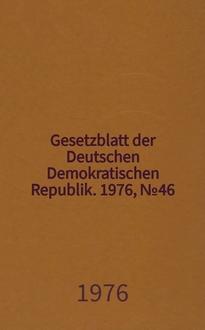 Gesetzblatt der
Deutschen
Demokratischen
Republik. 1976, №46
1976